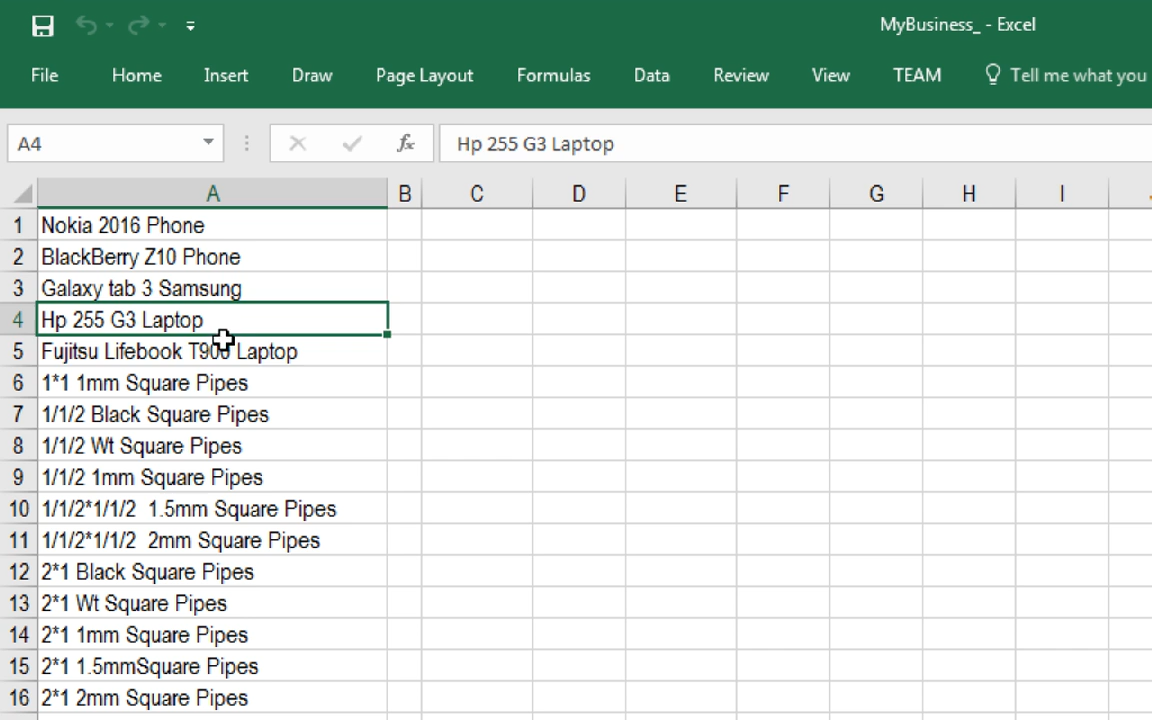 MyBusiness_ - Excel
File Home Insert Draw Page Layout Formulas Data Review View TEAM Tell me what you
A4 fx Hp 255 G3 Laptop
A B C D E F G H I
1 Nokia 2016 Phone
2 BlackBerry Z10 Phone
3 Galaxy tab 3 Samsung
4 Hp 255 G3 Laptop
5 Fujitsu Lifebook T900 Laptop
6 1*1 1mm Square Pipes
7 1/1/2 Black Square Pipes
8 1/1/2 Wt Square Pipes
9 1/1/2 1mm Square Pipes
10 1/1/2*1/1/2  1.5mm Square Pipes
11 1/1/2*1/1/2  2mm Square Pipes
12 2*1 Black Square Pipes
13 2*1 Wt Square Pipes
14 2*1 1mm Square Pipes
15 2*1 1.5mmSquare Pipes
16 2*1 2mm Square Pipes